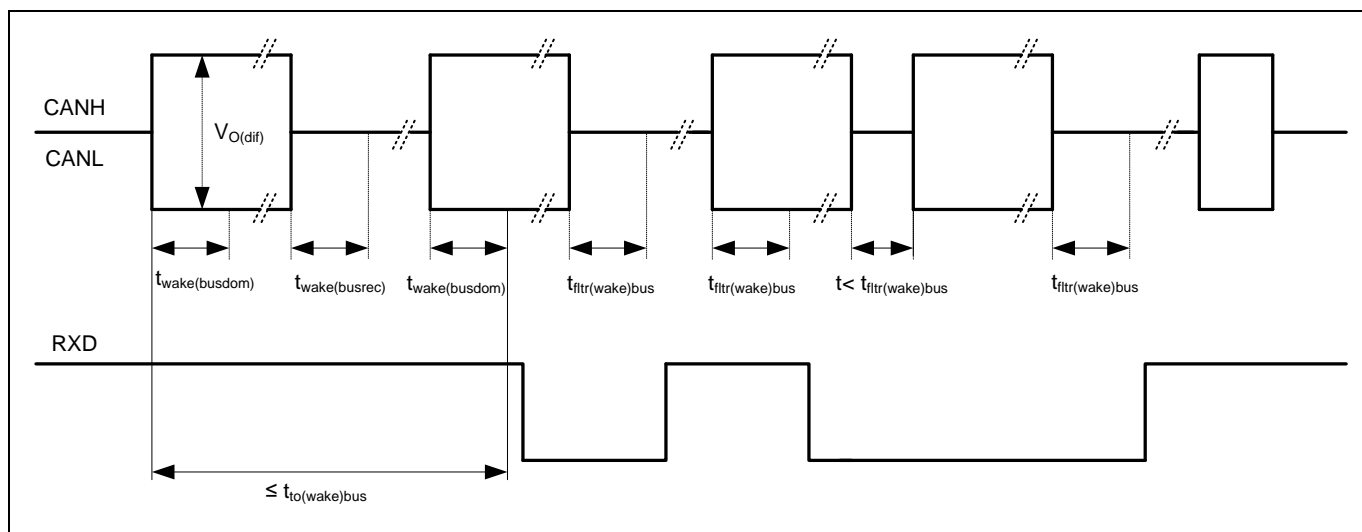 CANH
V_O(dif)
CANL
t_wake(busdom)
t_wake(busrec)
t_wake(busdom)
t_fltr(wake)bus
t_fltr(wake)bus
t< t_fltr(wake)bus
t_fltr(wake)bus
RXD
≤ t_to(wake)bus